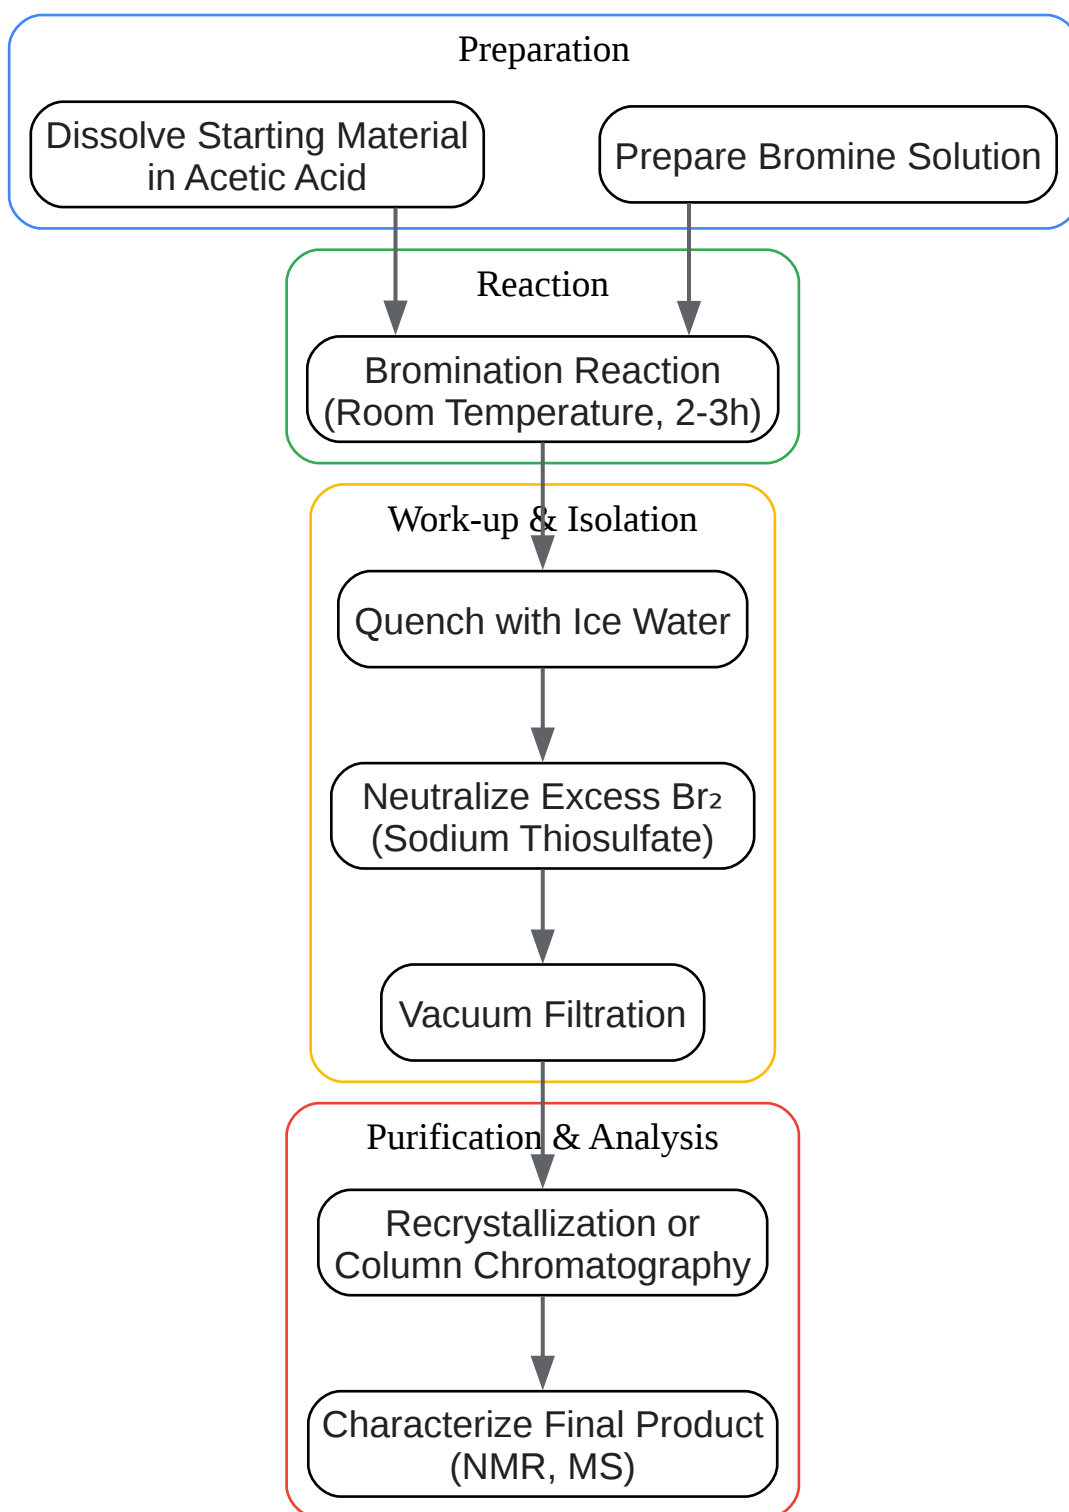 Preparation
Dissolve Starting Material
in Acetic Acid
Prepare Bromine Solution
Reaction
Bromination Reaction
(Room Temperature, 2-3h)
Work-up & Isolation
Quench with Ice Water
Neutralize Excess Br₂
(Sodium Thiosulfate)
Vacuum Filtration
Purification & Analysis
Recrystallization or
Column Chromatography
Characterize Final Product
(NMR, MS)